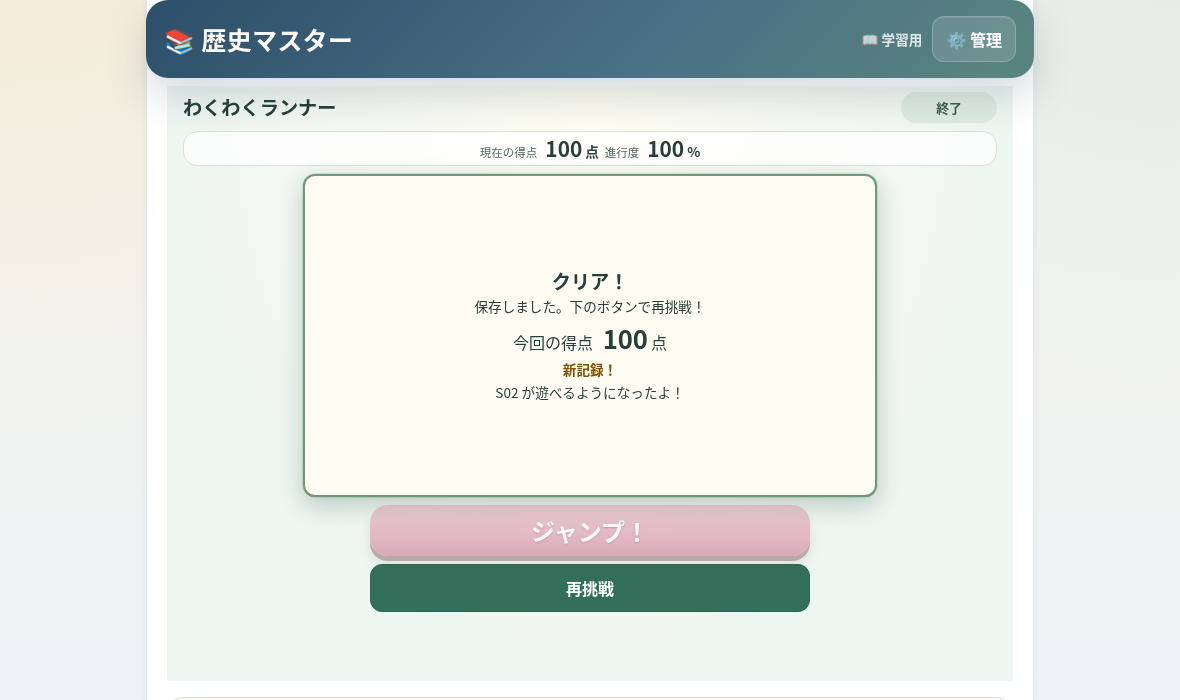 📚 歴史マスター
📖 学習用
⚙️ 管理
わくわくランナー
終了
現在の得点 100 点 進行度 100 %
クリア！
保存しました。下のボタンで再挑戦！
今回の得点 100 点
新記録！
S02 が遊べるようになったよ！
ジャンプ！
再挑戦